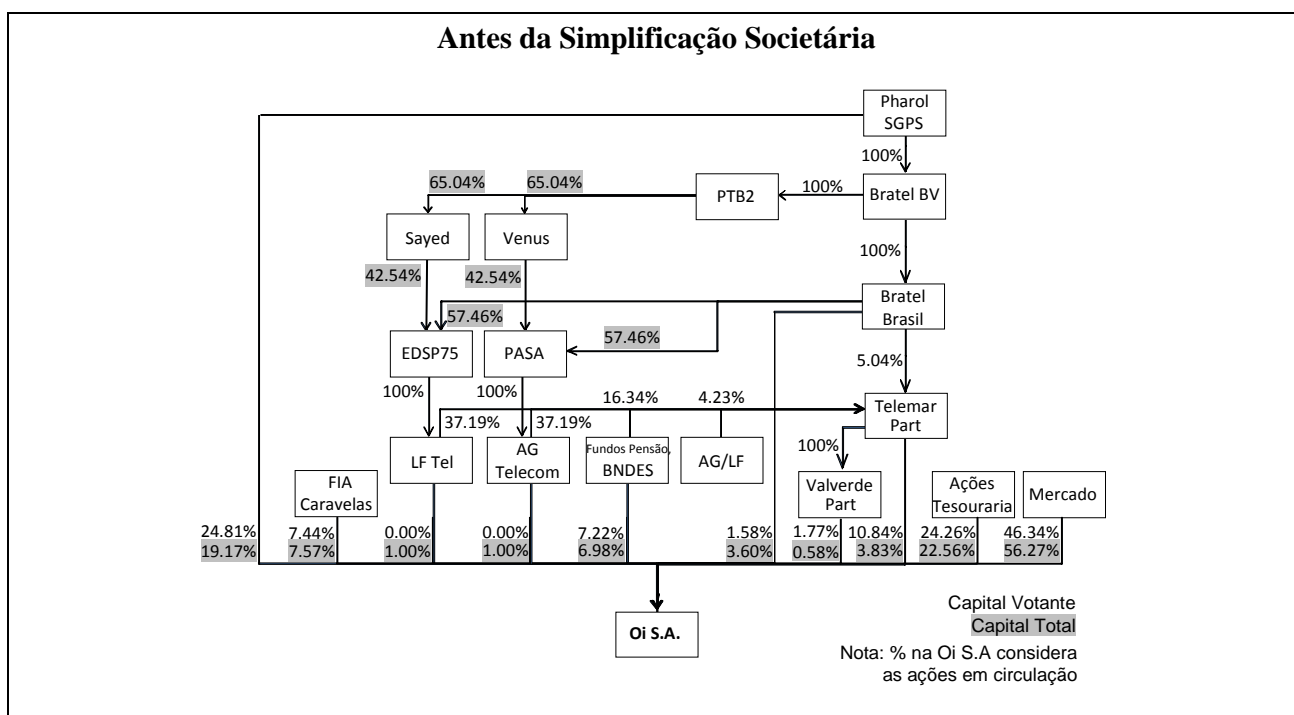 Antes da Simplificação Societária
Pharol
SGPS
100%
65.04%
65.04%
PTB2
100%
Bratel BV
Sayed
Venus
100%
42.54%
42.54%
Bratel
Brasil
57.46%
57.46%
EDSP75
PASA
5.04%
100%
100%
16.34%
4.23%
Telemar
Part
37.19%
37.19%
100%
LF Tel
AG
Telecom
Fundos Pensão,
BNDES
AG/LF
FIA
Caravelas
Valverde
Part
Ações
Tesouraria
Mercado
24.81%
7.44%
0.00%
0.00%
7.22%
1.58%
1.77%
10.84%
24.26%
46.34%
19.17%
7.57%
1.00%
1.00%
6.98%
3.60%
0.58%
3.83%
22.56%
56.27%
Oi S.A.
Capital Votante
Capital Total
Nota: % na Oi S.A considera
as ações em circulação